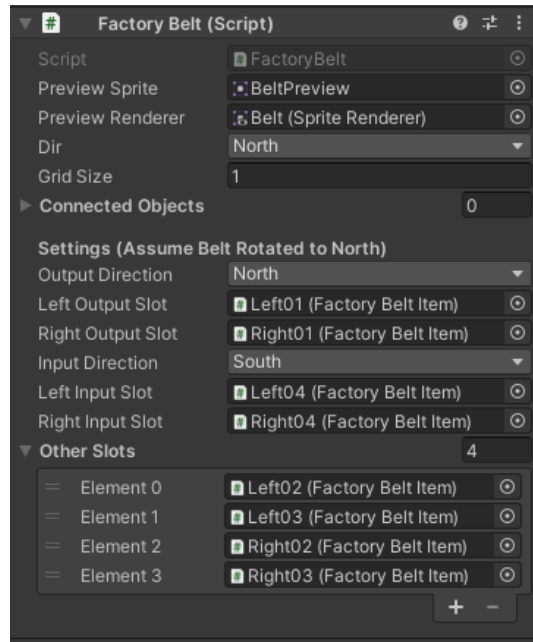 # Factory Belt (Script)
Script # FactoryBelt
Preview Sprite BeltPreview
Preview Renderer Belt (Sprite Renderer)
Dir North
Grid Size 1
Connected Objects 0
Settings (Assume Belt Rotated to North)
Output Direction North
Left Output Slot # Left01 (Factory Belt Item)
Right Output Slot # Right01 (Factory Belt Item)
Input Direction South
Left Input Slot # Left04 (Factory Belt Item)
Right Input Slot # Right04 (Factory Belt Item)
Other Slots 4
Element 0 # Left02 (Factory Belt Item)
Element 1 # Left03 (Factory Belt Item)
Element 2 # Right02 (Factory Belt Item)
Element 3 # Right03 (Factory Belt Item)
+ -